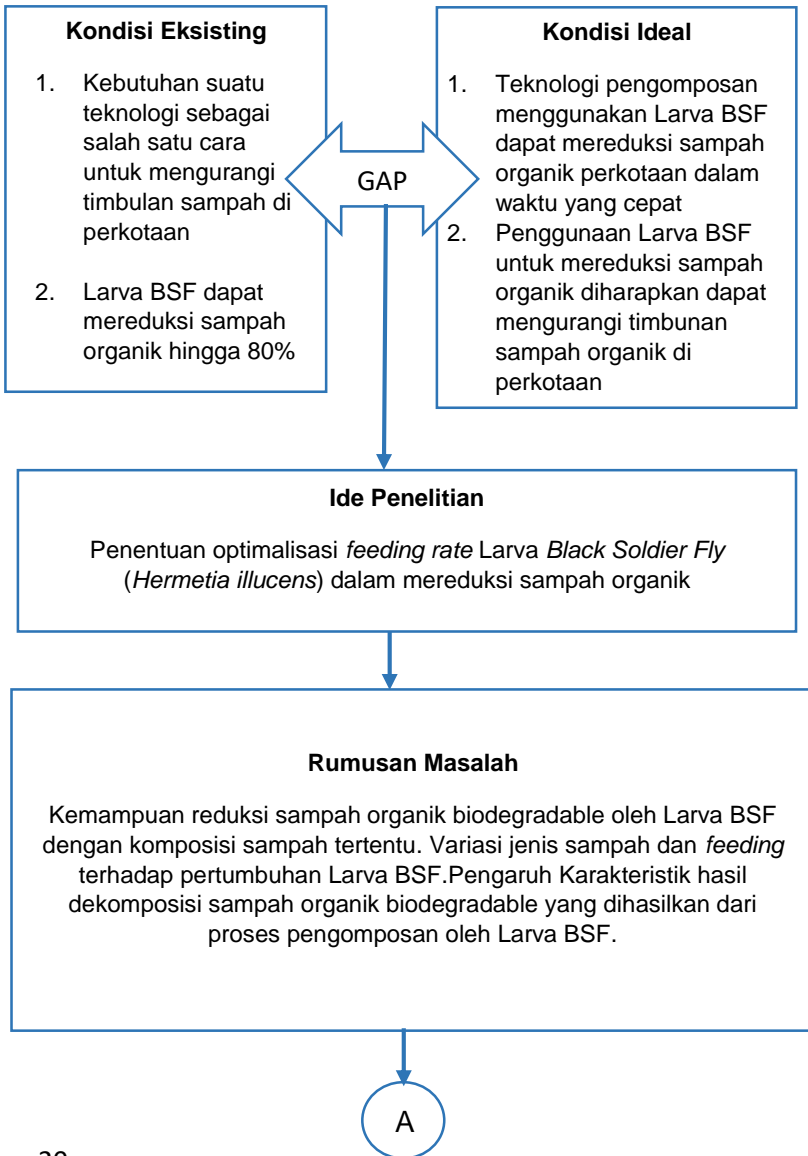 Kondisi Eksisting
1. Kebutuhan suatu
teknologi sebagai
salah satu cara
untuk mengurangi
timbulan sampah di
perkotaan
2. Larva BSF dapat
mereduksi sampah
organik hingga 80%
GAP
Kondisi Ideal
1. Teknologi pengomposan
menggunakan Larva BSF
dapat mereduksi sampah
organik perkotaan dalam
waktu yang cepat
2. Penggunaan Larva BSF
untuk mereduksi sampah
organik diharapkan dapat
mengurangi timbunan
sampah organik di
perkotaan
Ide Penelitian
Penentuan optimalisasi feeding rate Larva Black Soldier Fly
(Hermetia illucens) dalam mereduksi sampah organik
Rumusan Masalah
Kemampuan reduksi sampah organik biodegradable oleh Larva BSF
dengan komposisi sampah tertentu. Variasi jenis sampah dan feeding
terhadap pertumbuhan Larva BSF.Pengaruh Karakteristik hasil
dekomposisi sampah organik biodegradable yang dihasilkan dari
proses pengomposan oleh Larva BSF.
A